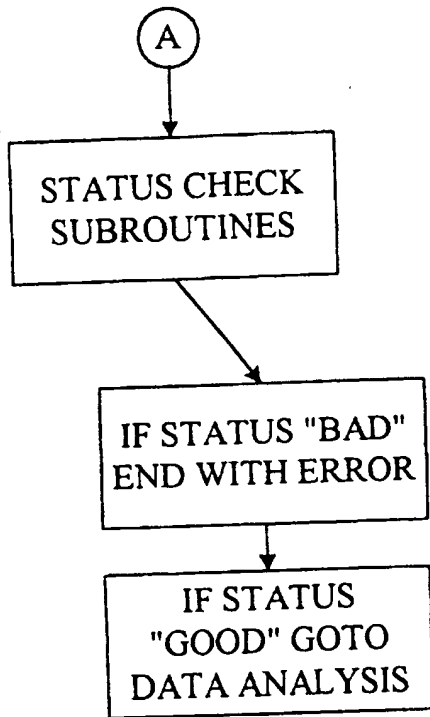 A
STATUS CHECK
SUBROUTINES
IF STATUS "BAD"
END WITH ERROR
IF STATUS
"GOOD" GOTO
DATA ANALYSIS